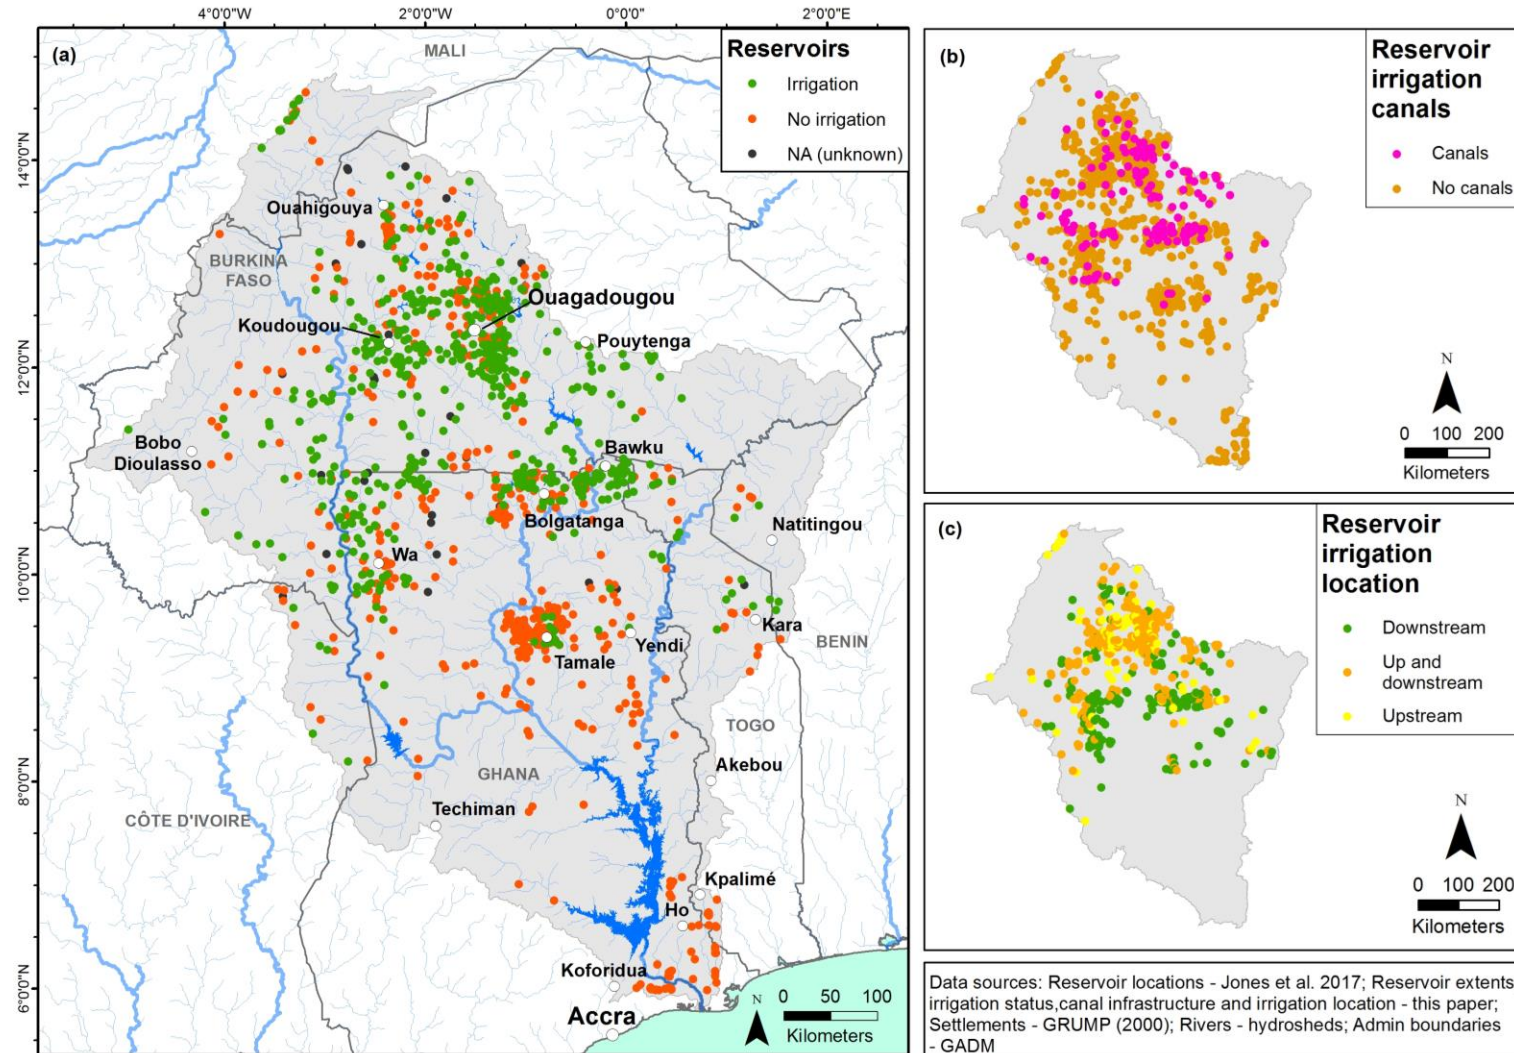 4°0'0"W
2°0'0"W
0°0'0"
2°0'0"E
(a)
MALI
Reservoirs
Irrigation
No irrigation
NA (unknown)
14°0'0"N
12°0'0"N
10°0'0"N
8°0'0"N
6°0'0"N
Ouahigouya
BURKINA
FASO
Ouagadougou
Koudougou
Pouytenga
Bobo
Dioulasso
Bawku
Bolgatanga
Natitingou
Wa
Kara
Yendi
Tamale
BENIN
TOGO
GHANA
Akebou
CÔTE D'IVOIRE
Techiman
Kpalimé
Ho
Koforidua
Accra
N
0 50 100
Kilometers
(b)
Reservoir
irrigation
canals
Canals
No canals
N
0 100 200
Kilometers
(c)
Reservoir
irrigation
location
Downstream
Up and
downstream
Upstream
N
0 100 200
Kilometers
Data sources: Reservoir locations - Jones et al. 2017; Reservoir extents
irrigation status,canal infrastructure and irrigation location - this paper;
Settlements - GRUMP (2000); Rivers - hydrosheds; Admin boundaries
- GADM